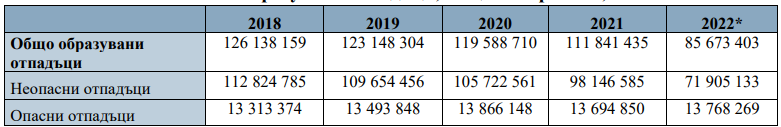 2018 2019 2020 2021 2022*
Общо образувани отпадъци 126 138 159 123 148 304 119 588 710 111 841 435 85 673 403
Неопасни отпадъци 112 824 785 109 654 456 105 722 561 98 146 585 71 905 133
Опасни отпадъци 13 313 374 13 493 848 13 866 148 13 694 850 13 768 269